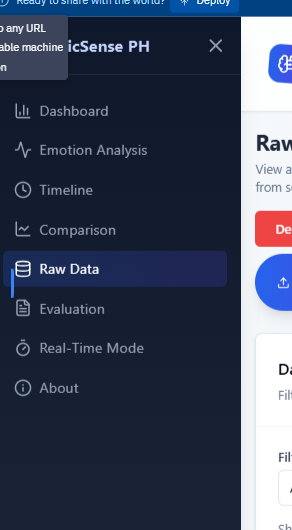 Ready to share with the world?
Deploy
o any URL
able machine
on
icSense PH
Dashboard
Emotion Analysis
Timeline
Comparison
Raw Data
Evaluation
Real-Time Mode
About
Raw
View a
from s
De
Da
Filt
Filt
Sh